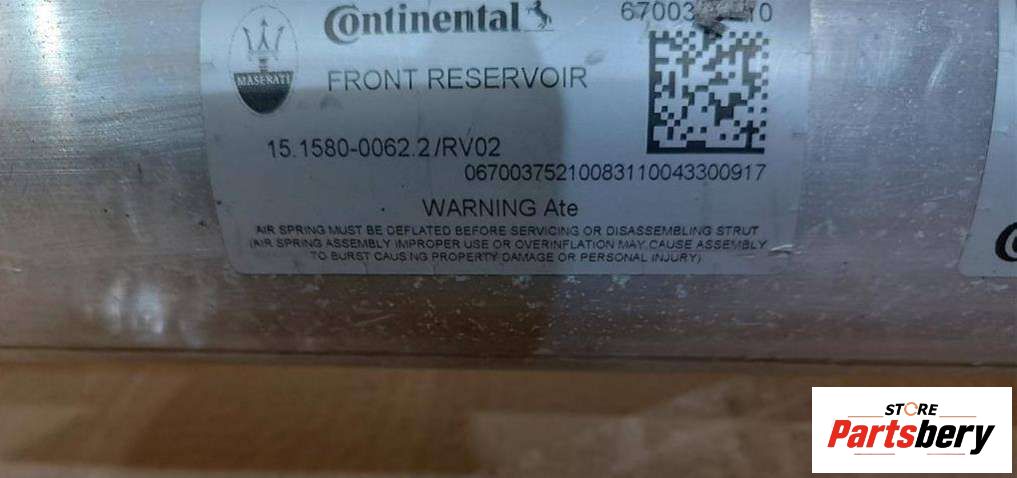 Continental
MASERATI
FRONT RESERVOIR
15.1580-0062.2/RV02
06700375210083110043300917
WARNING Ate
AIR SPRING MUST BE DEFLATED BEFORE SERVICING OR DISASSEMBLING STRUT
(AIR SPRING ASSEMBLY IMPROPER USE OR OVERINFLATION MAY CAUSE ASSEMBLY
TO BURST CAUSING PROPERTY DAMAGE OR PERSONAL INJURY)
STORE
Partsbery